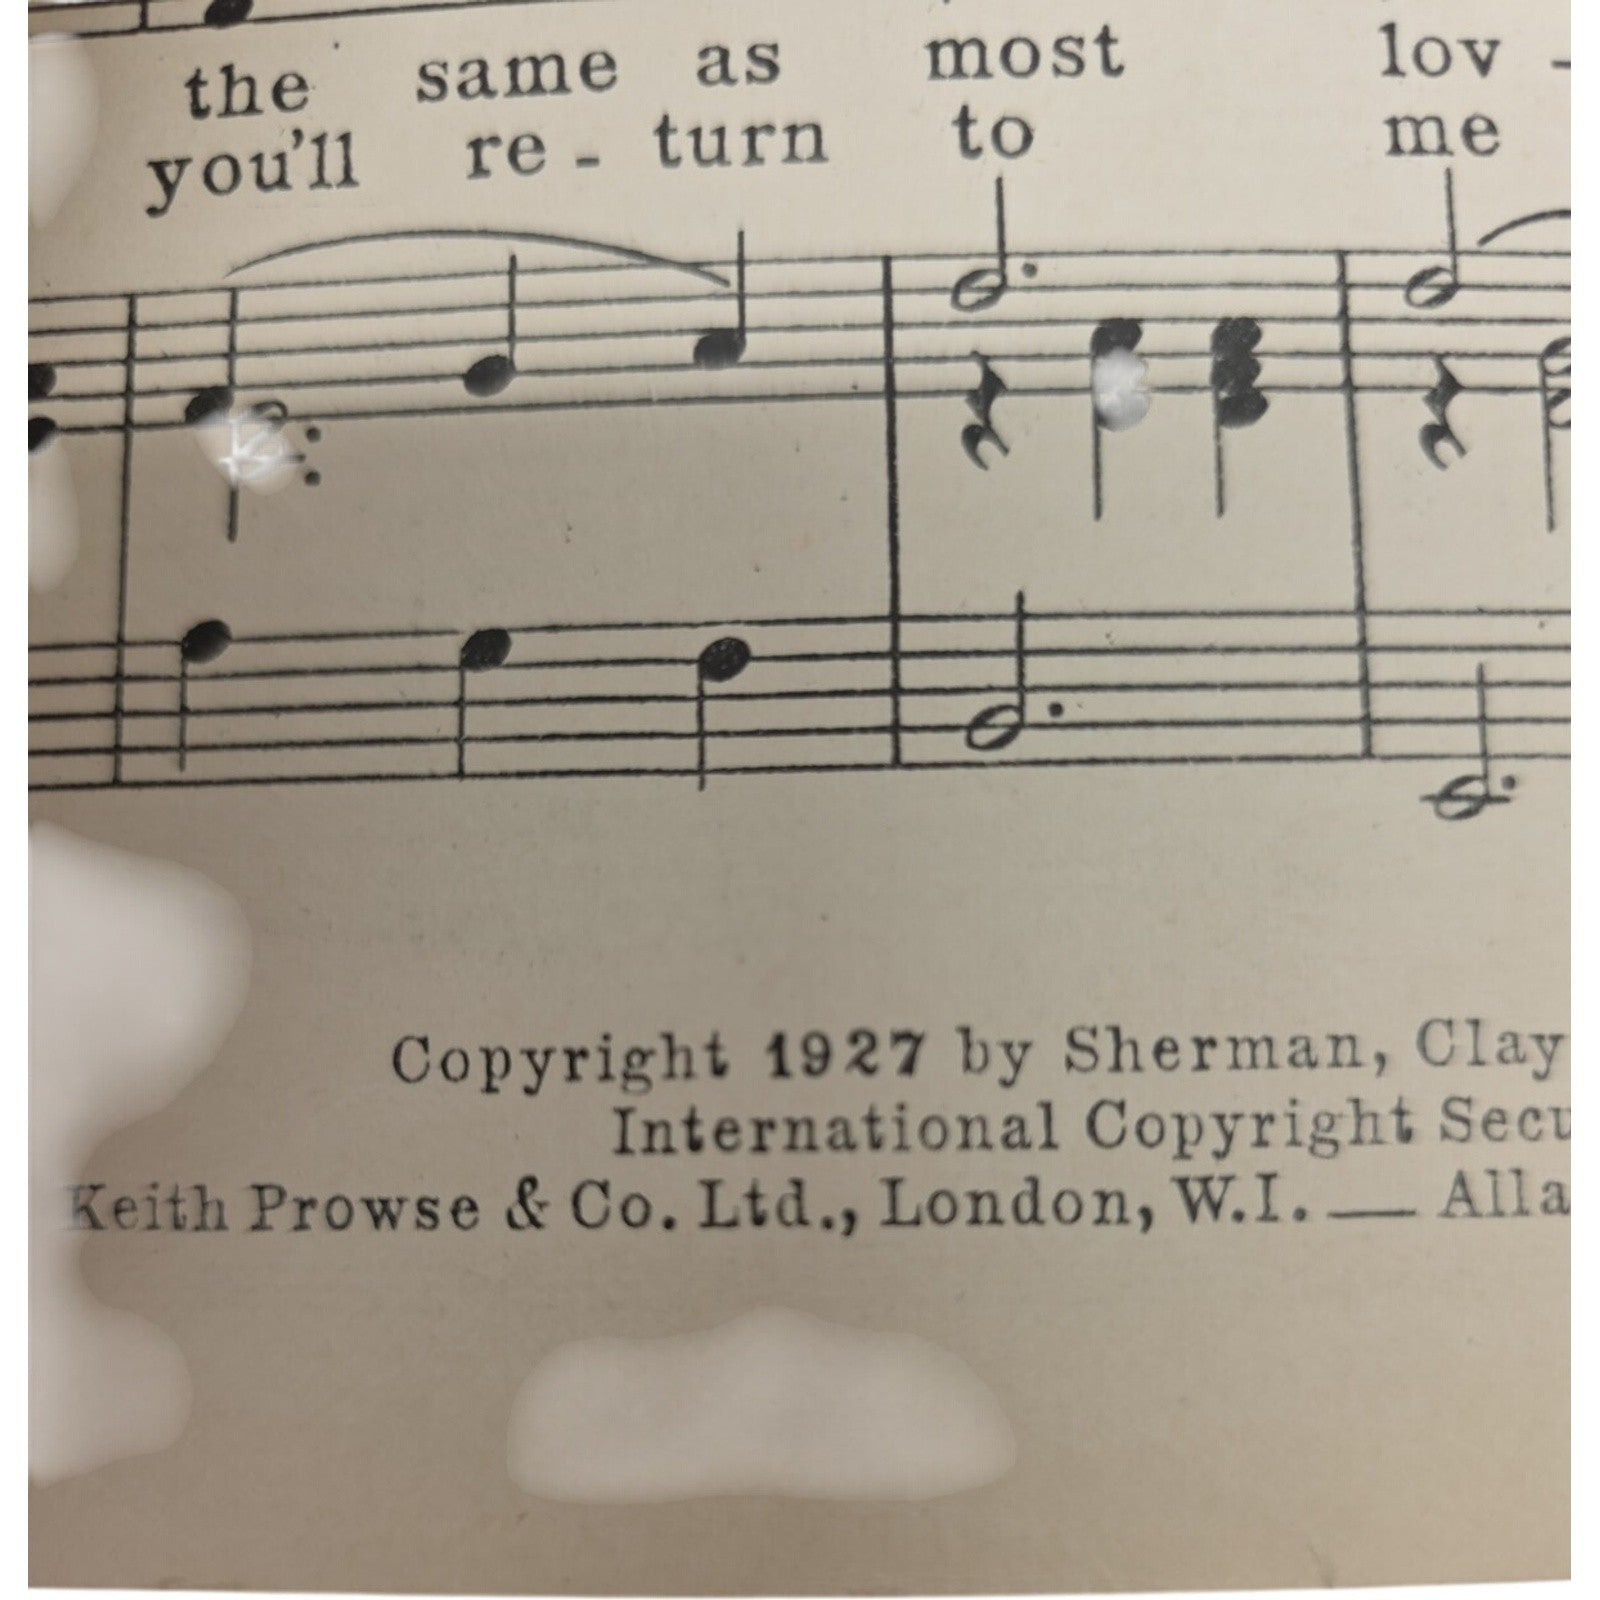 the same as most lov -
you'll re - turn to me
Copyright 1927 by Sherman, Clay
International Copyright Secu
Keith Prowse & Co. Ltd., London, W.I. — Alla